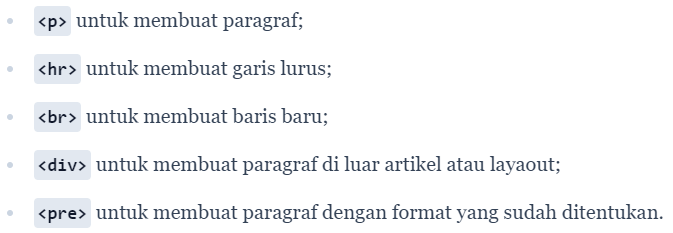 <p> untuk membuat paragraf;
<hr> untuk membuat garis lurus;
<br> untuk membuat baris baru;
<div> untuk membuat paragraf di luar artikel atau layaout;
<pre> untuk membuat paragraf dengan format yang sudah ditentukan.